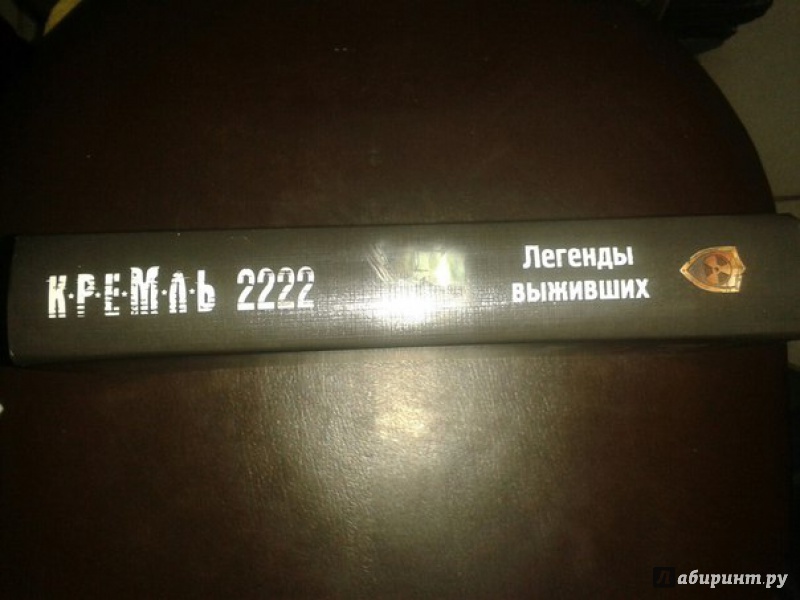 К·Р·Е·М·Л·Ь 2222
Легенды
выживших
Лабиринт.ру